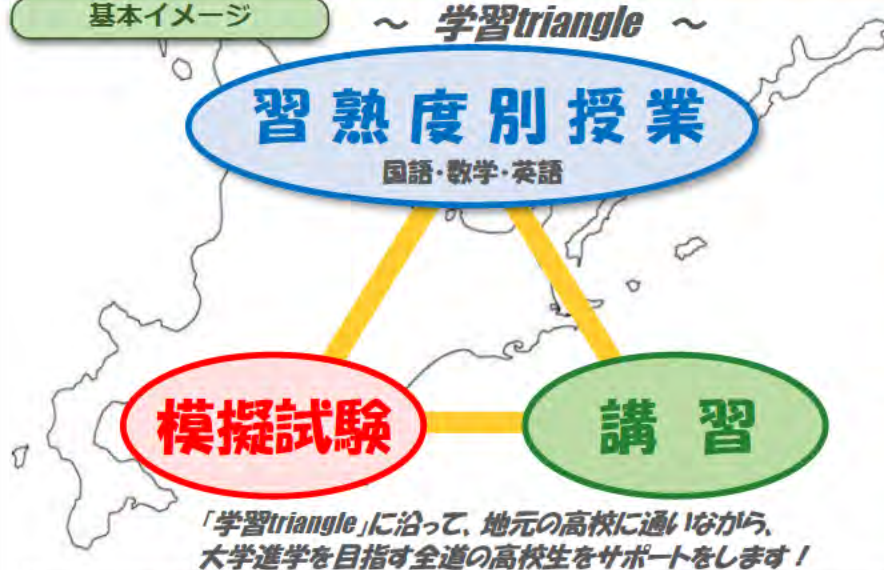 基本イメージ
～ 学習triangle ～
習熟度別授業
国語・数学・英語
模擬試験
講習
「学習triangle」に沿って、地元の高校に通いながら、
大学進学を目指す全道の高校生をサポートをします！